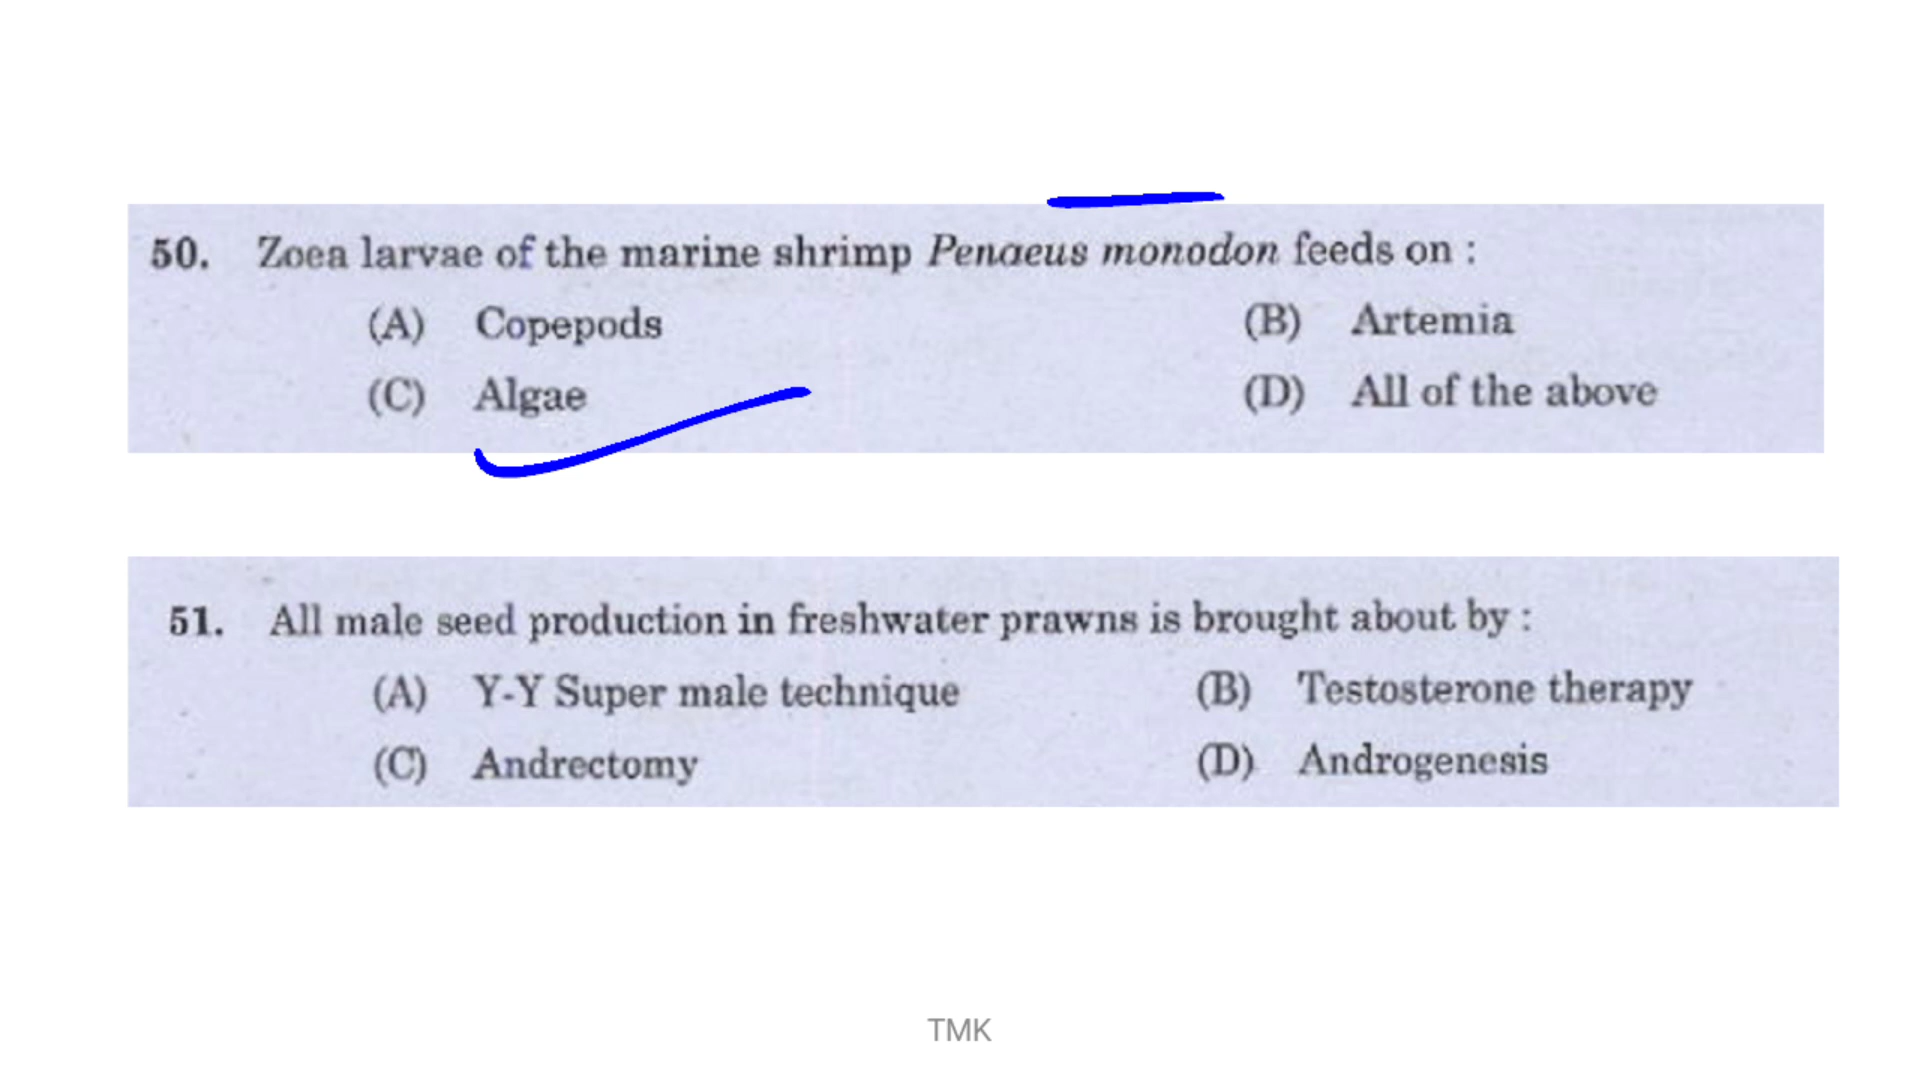 50. Zoea larvae of the marine shrimp Penaeus monodon feeds on :
(A) Copepods (B) Artemia
(C) Algae (D) All of the above
51. All male seed production in freshwater prawns is brought about by :
(A) Y-Y Super male technique (B) Testosterone therapy
(C) Andrectomy (D) Androgenesis
TMK